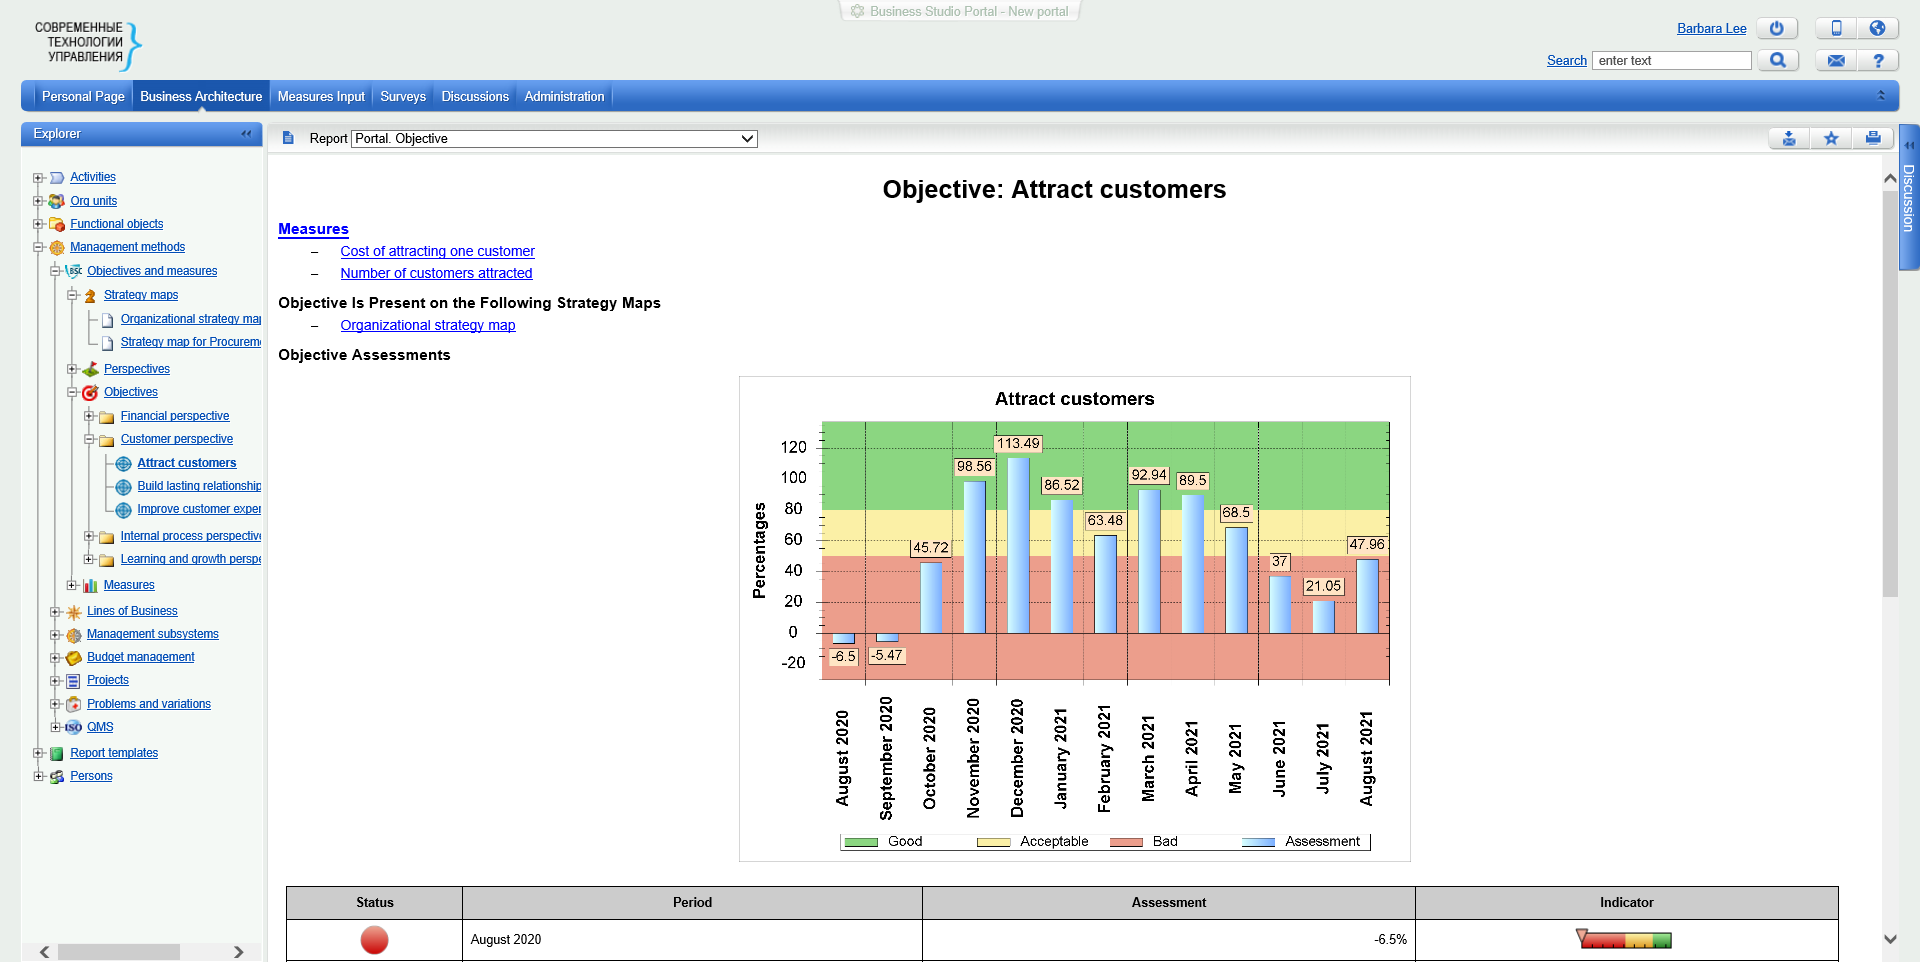 Business Studio Portal - New portal
СОВРЕМЕННЫЕ
ТЕХНОЛОГИИ
УПРАВЛЕНИЯ
Barbara Lee
Search enter text
?
Personal Page Business Architecture Measures Input Surveys Discussions Administration
Explorer
Report Portal. Objective
Discussion
Activities
Org units
Functional objects
Management methods
BSC Objectives and measures
Strategy maps
Organizational strategy map
Strategy map for Procurem
Perspectives
Objectives
Financial perspective
Customer perspective
Attract customers
Build lasting relationship
Improve customer exper
Internal process perspective
Learning and growth perspe
Measures
Lines of Business
Management subsystems
Budget management
Projects
Problems and variations
ISO QMS
Report templates
Persons
Objective: Attract customers
Measures
– Cost of attracting one customer
– Number of customers attracted
Objective Is Present on the Following Strategy Maps
– Organizational strategy map
Objective Assessments
Attract customers
Percentages
120
100
80
60
40
20
0
-20
-6.5
-5.47
45.72
98.56
113.49
86.52
63.48
92.94
89.5
68.5
37
21.05
47.96
August 2020
September 2020
October 2020
November 2020
December 2020
January 2021
February 2021
March 2021
April 2021
May 2021
June 2021
July 2021
August 2021
Good Acceptable Bad Assessment
Status Period Assessment Indicator
August 2020 -6.5%